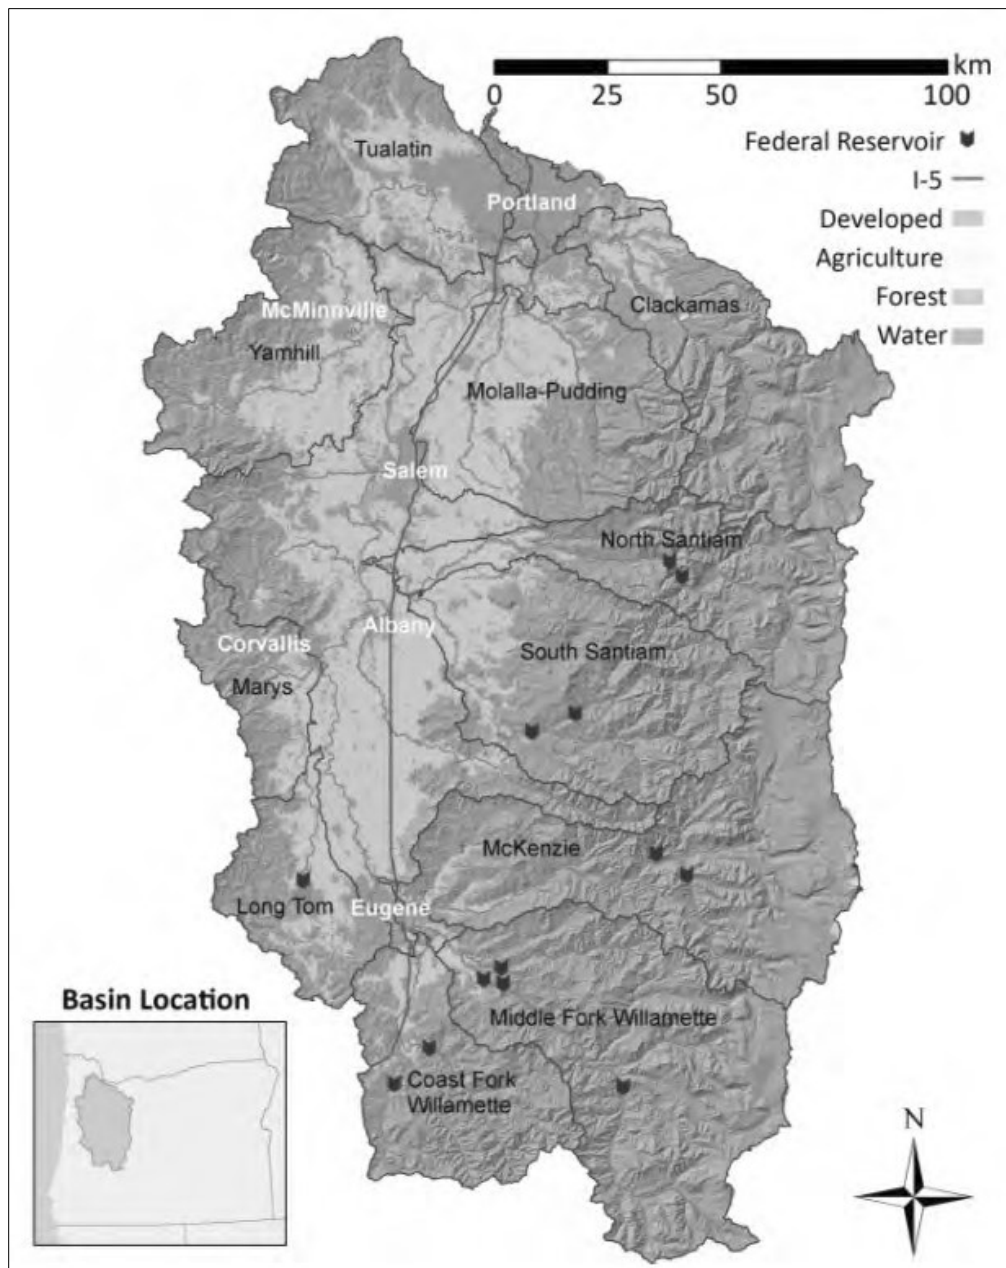 km
0 25 50 100
Federal Reservoir
I-5
Developed
Agriculture
Forest
Water
Tualatin
Portland
Clackamas
McMinnville
Yamhill
Molalla-Pudding
Salem
North Santiam
Albany
Corvallis
South Santiam
Marys
McKenzie
Long Tom
Eugene
Middle Fork Willamette
Coast Fork
Willamette
Basin Location
N